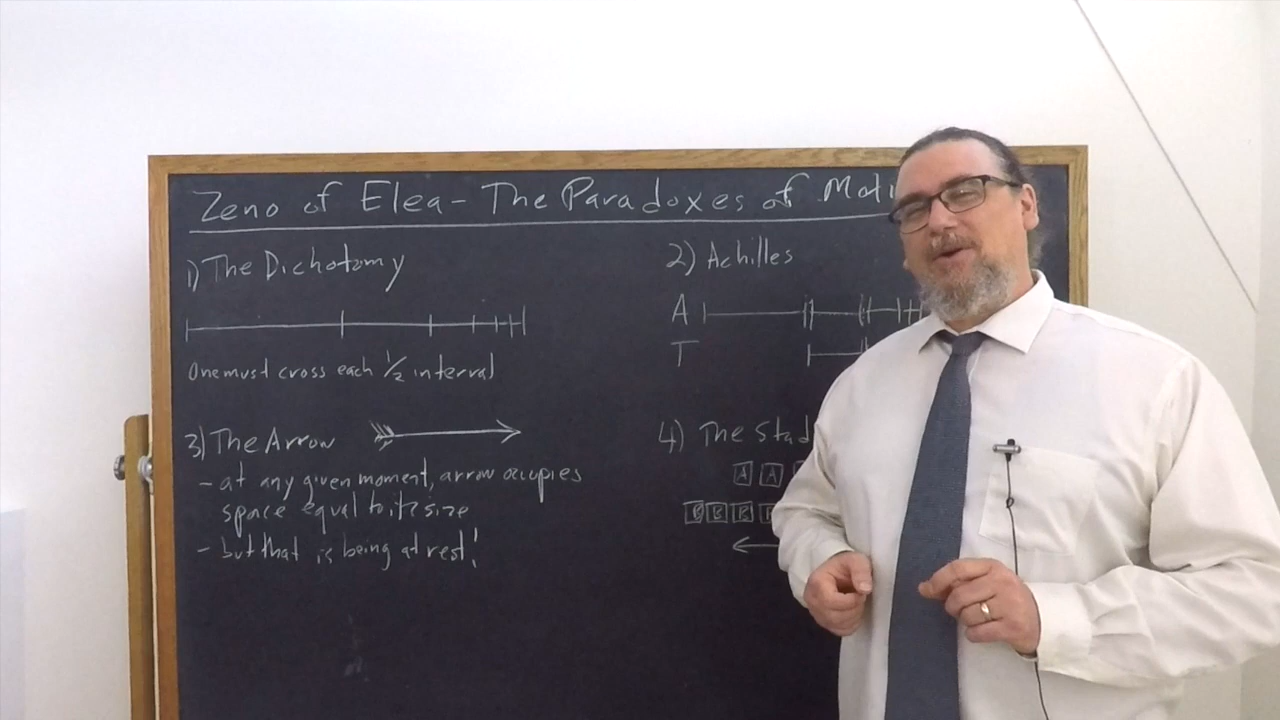 Zeno of Elea - The Paradoxes of Moti
1) The Dichotomy
One must cross each 1/2 interval
2) Achilles
A
T
3) The Arrow
- at any given moment, arrow occupies
space equal to its size
- but that is being at rest!
4) The Stad
A A
B B B B